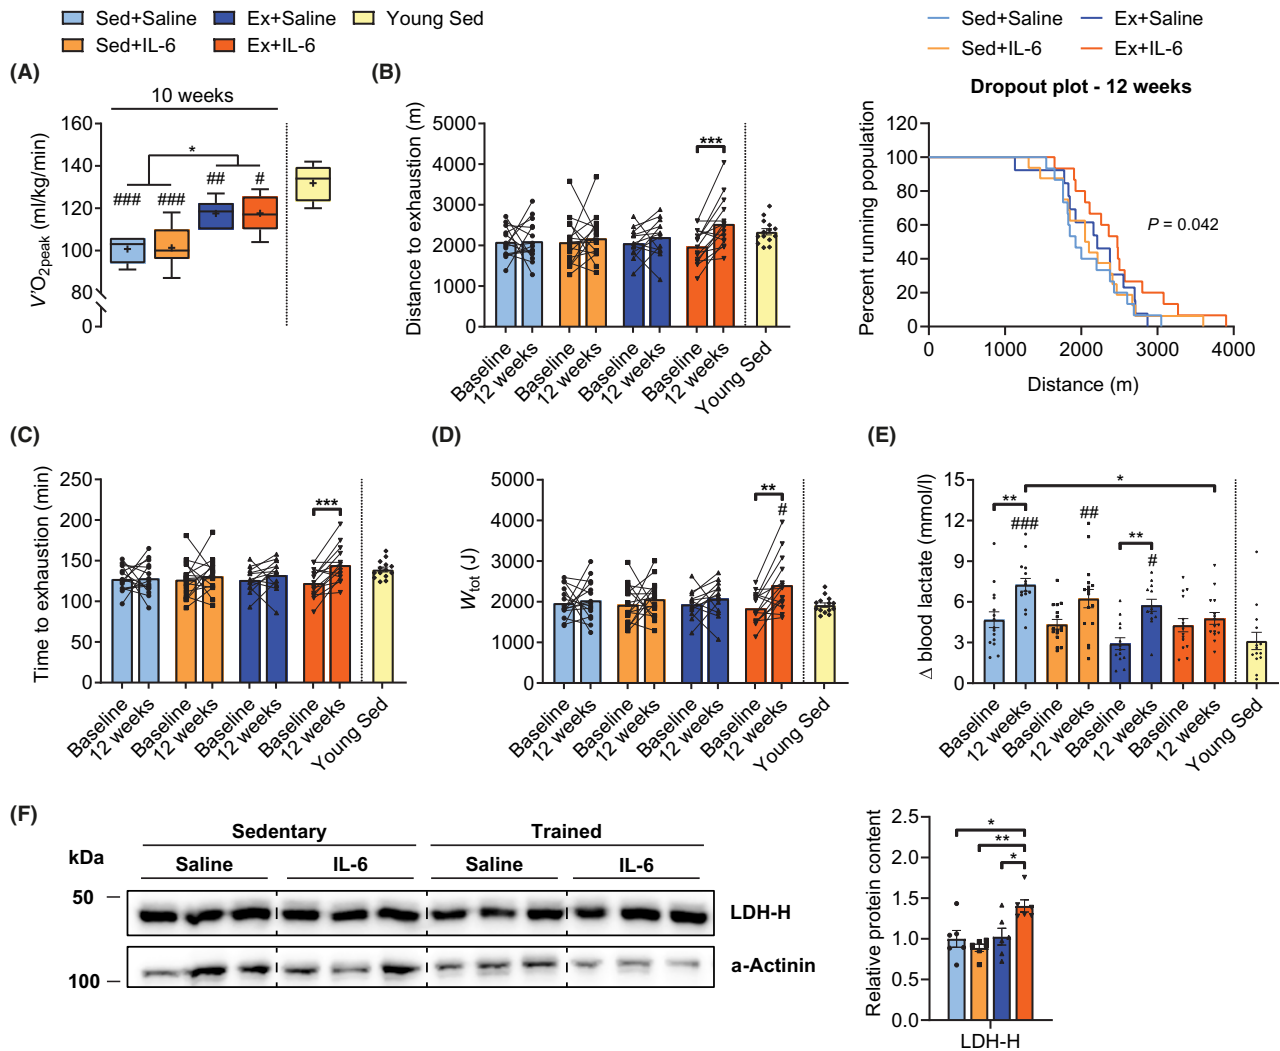 Sed+Saline Ex+Saline Young Sed
Sed+IL-6 Ex+IL-6
Sed+Saline Ex+Saline
Sed+IL-6 Ex+IL-6
(A)
10 weeks
V'O2peak (ml/kg/min)
160
140
120
100
80
0
*
### ### ## #
(B)
Distance to exhaustion (m)
5000
4000
3000
2000
1000
0
***
Baseline
12 weeks
Baseline
12 weeks
Baseline
12 weeks
Baseline
12 weeks
Young Sed
Dropout plot - 12 weeks
Percent running population
120
100
80
60
40
20
0
P = 0.042
0 1000 2000 3000 4000
Distance (m)
(C)
Time to exhaustion (min)
250
200
150
100
50
0
***
Baseline
12 weeks
Baseline
12 weeks
Baseline
12 weeks
Baseline
12 weeks
Young Sed
(D)
Wtot (J)
5000
4000
3000
2000
1000
0
**
#
Baseline
12 weeks
Baseline
12 weeks
Baseline
12 weeks
Baseline
12 weeks
Young Sed
(E)
Δ blood lactate (mmol/l)
15
12
9
6
3
0
*
**
###
##
**
#
Baseline
12 weeks
Baseline
12 weeks
Baseline
12 weeks
Baseline
12 weeks
Young Sed
(F)
Sedentary Trained
kDa Saline IL-6 Saline IL-6
50
LDH-H
100
a-Actinin
Relative protein content
2.5
2.0
1.5
1.0
0.5
0.0
*
**
*
LDH-H